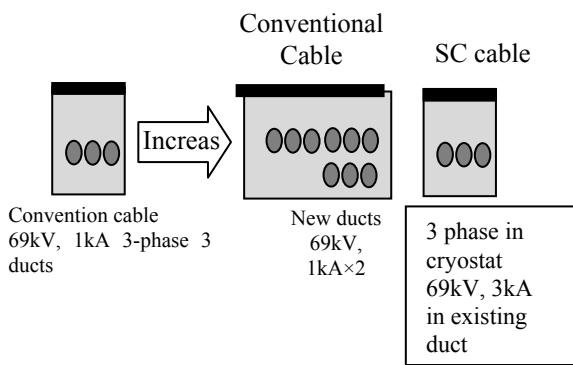 Conventional
Cable
SC cable
Increas
Convention cable
69kV, 1kA 3-phase 3
ducts
New ducts
69kV,
1kA×2
3 phase in
cryostat
69kV, 3kA
in existing
duct